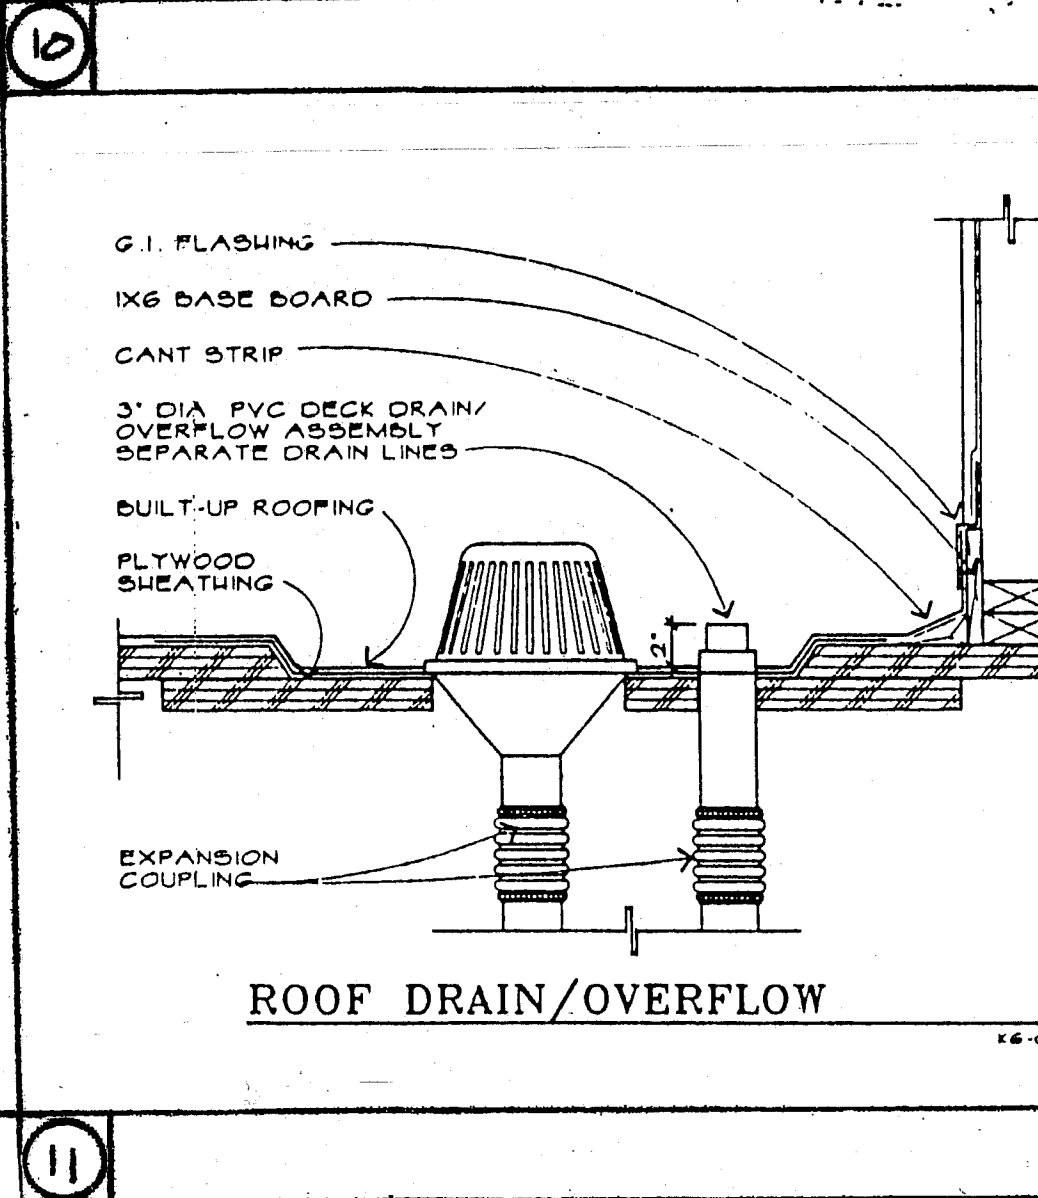 10
G.I. FLASHING
1X6 BASE BOARD
CANT STRIP
3" DIA PVC DECK DRAIN/
OVERFLOW ASSEMBLY
SEPARATE DRAIN LINES
BUILT-UP ROOFING
PLYWOOD
SHEATHING
2"
EXPANSION
COUPLING
ROOF DRAIN/OVERFLOW
11